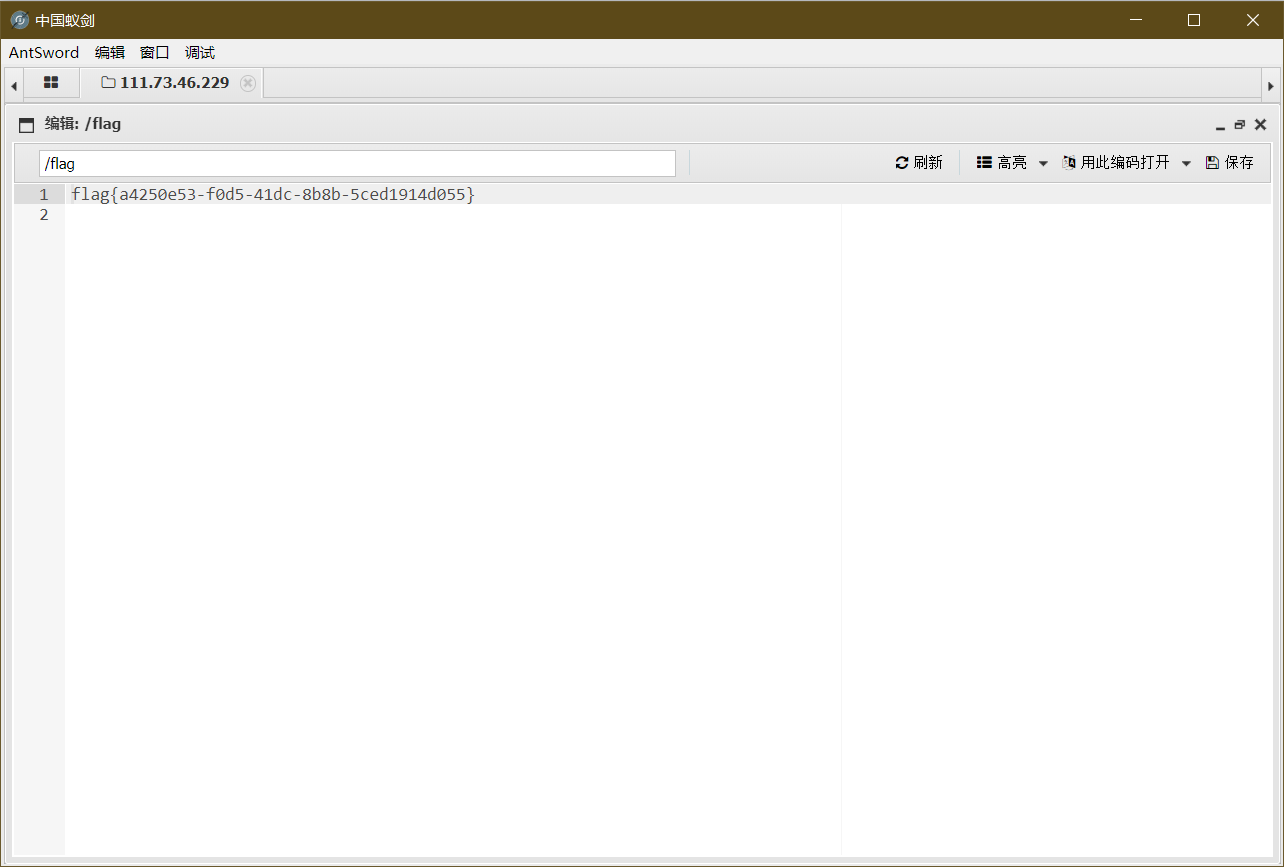 中国蚁剑
AntSword 编辑 窗口 调试
111.73.46.229
编辑: /flag
/flag 刷新 高亮 用此编码打开 保存
1 flag{a4250e53-f0d5-41dc-8b8b-5ced1914d055}
2